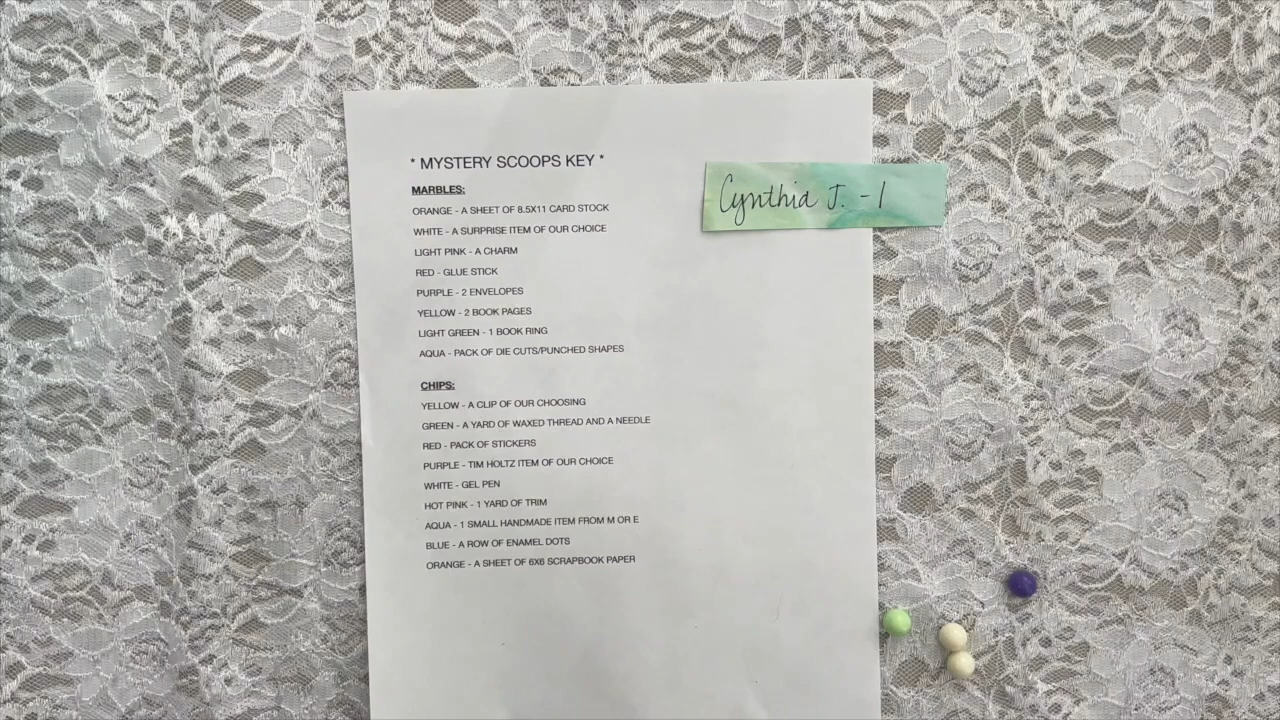 * MYSTERY SCOOPS KEY *
Cynthia J. - 1
MARBLES:
ORANGE - A SHEET OF 8.5X11 CARD STOCK
WHITE - A SURPRISE ITEM OF OUR CHOICE
LIGHT PINK - A CHARM
RED - GLUE STICK
PURPLE - 2 ENVELOPES
YELLOW - 2 BOOK PAGES
LIGHT GREEN - 1 BOOK RING
AQUA - PACK OF DIE CUTS/PUNCHED SHAPES
CHIPS:
YELLOW - A CLIP OF OUR CHOOSING
GREEN - A YARD OF WAXED THREAD AND A NEEDLE
RED - PACK OF STICKERS
PURPLE - TIM HOLTZ ITEM OF OUR CHOICE
WHITE - GEL PEN
HOT PINK - 1 YARD OF TRIM
AQUA - 1 SMALL HANDMADE ITEM FROM M OR E
BLUE - A ROW OF ENAMEL DOTS
ORANGE - A SHEET OF 6X6 SCRAPBOOK PAPER